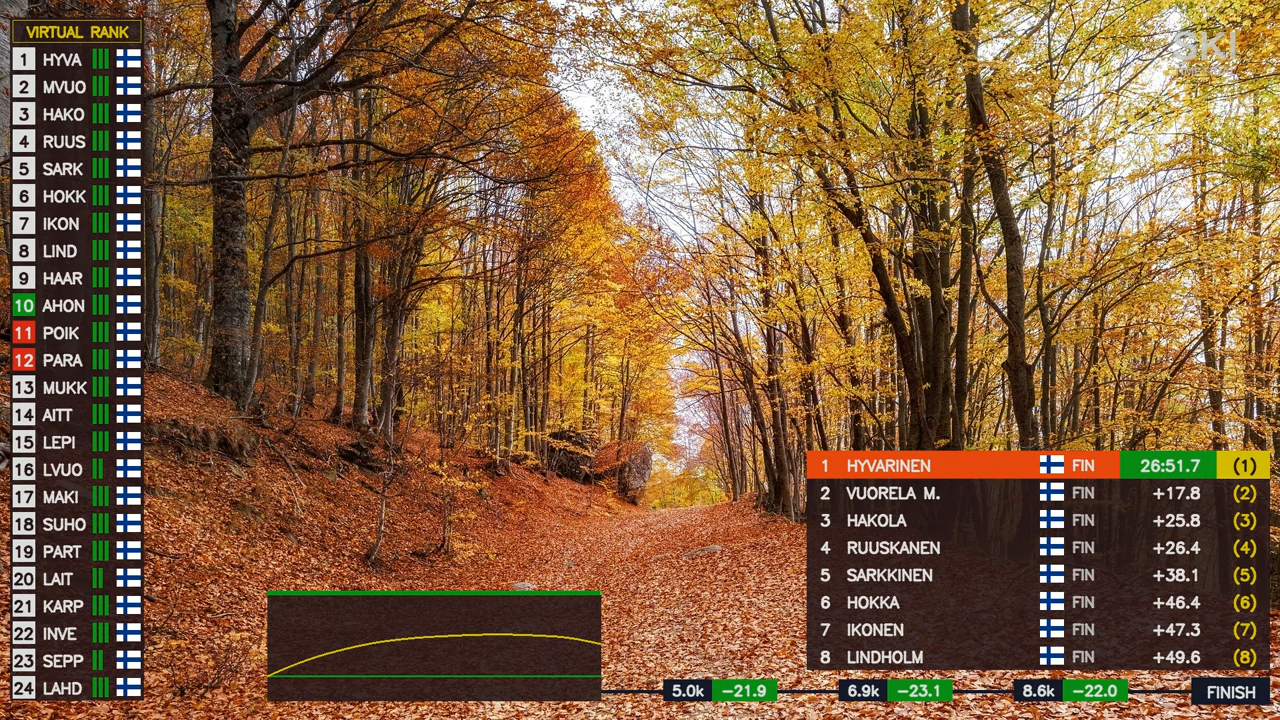 VIRTUAL RANK
1 HYVA
2 MVUO
3 HAKO
4 RUUS
5 SARK
6 HOKK
7 IKON
8 LIND
9 HAAR
10 AHON
11 POIK
12 PARA
13 MUKK
14 AITT
15 LEPI
16 LVUO
17 MAKI
18 SUHO
19 PART
20 LAIT
21 KARP
22 INVE
23 SEPP
24 LAHD
SKI
1 HYVARINEN FIN 26:51.7 (1)
2 VUORELA M. FIN +17.8 (2)
3 HAKOLA FIN +25.8 (3)
4 RUUSKANEN FIN +26.4 (4)
5 SARKKINEN FIN +38.1 (5)
6 HOKKA FIN +46.4 (6)
7 IKONEN FIN +47.3 (7)
8 LINDHOLM FIN +49.6 (8)
5.0k -21.9 6.9k -23.1 8.6k -22.0 FINISH